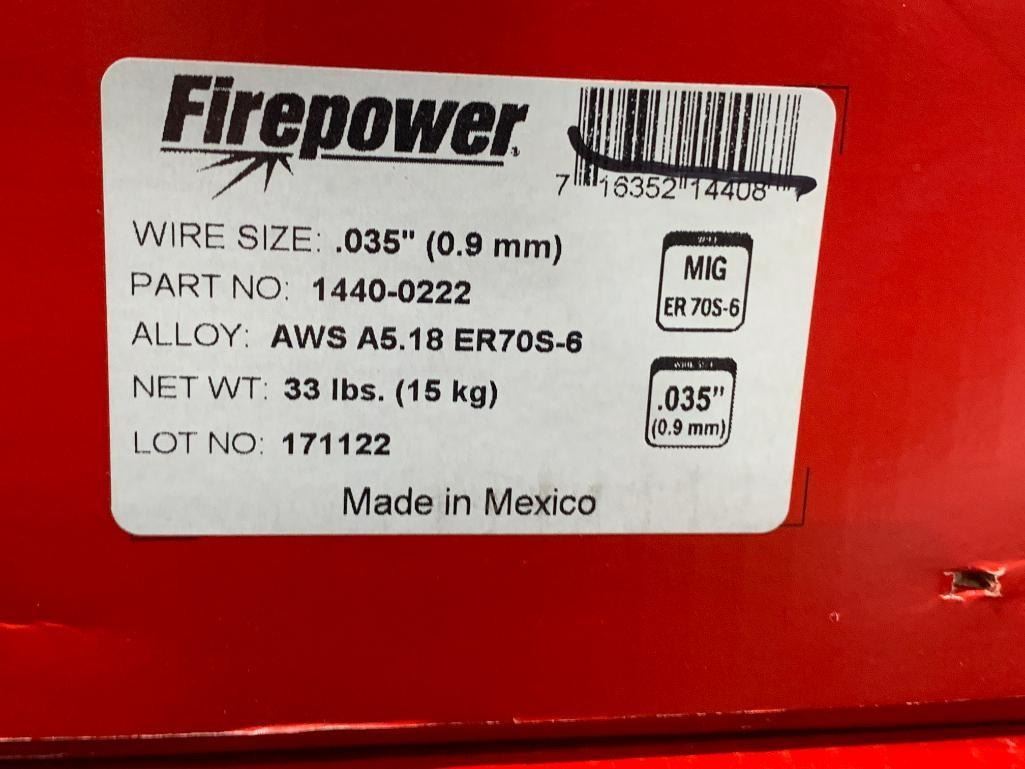 Firepower
7 16352 14408
WIRE SIZE: .035" (0.9 mm)
PART NO: 1440-0222
ALLOY: AWS A5.18 ER70S-6
NET WT: 33 lbs. (15 kg)
LOT NO: 171122
Made in Mexico
MIG
ER 70S-6
.035"
(0.9 mm)